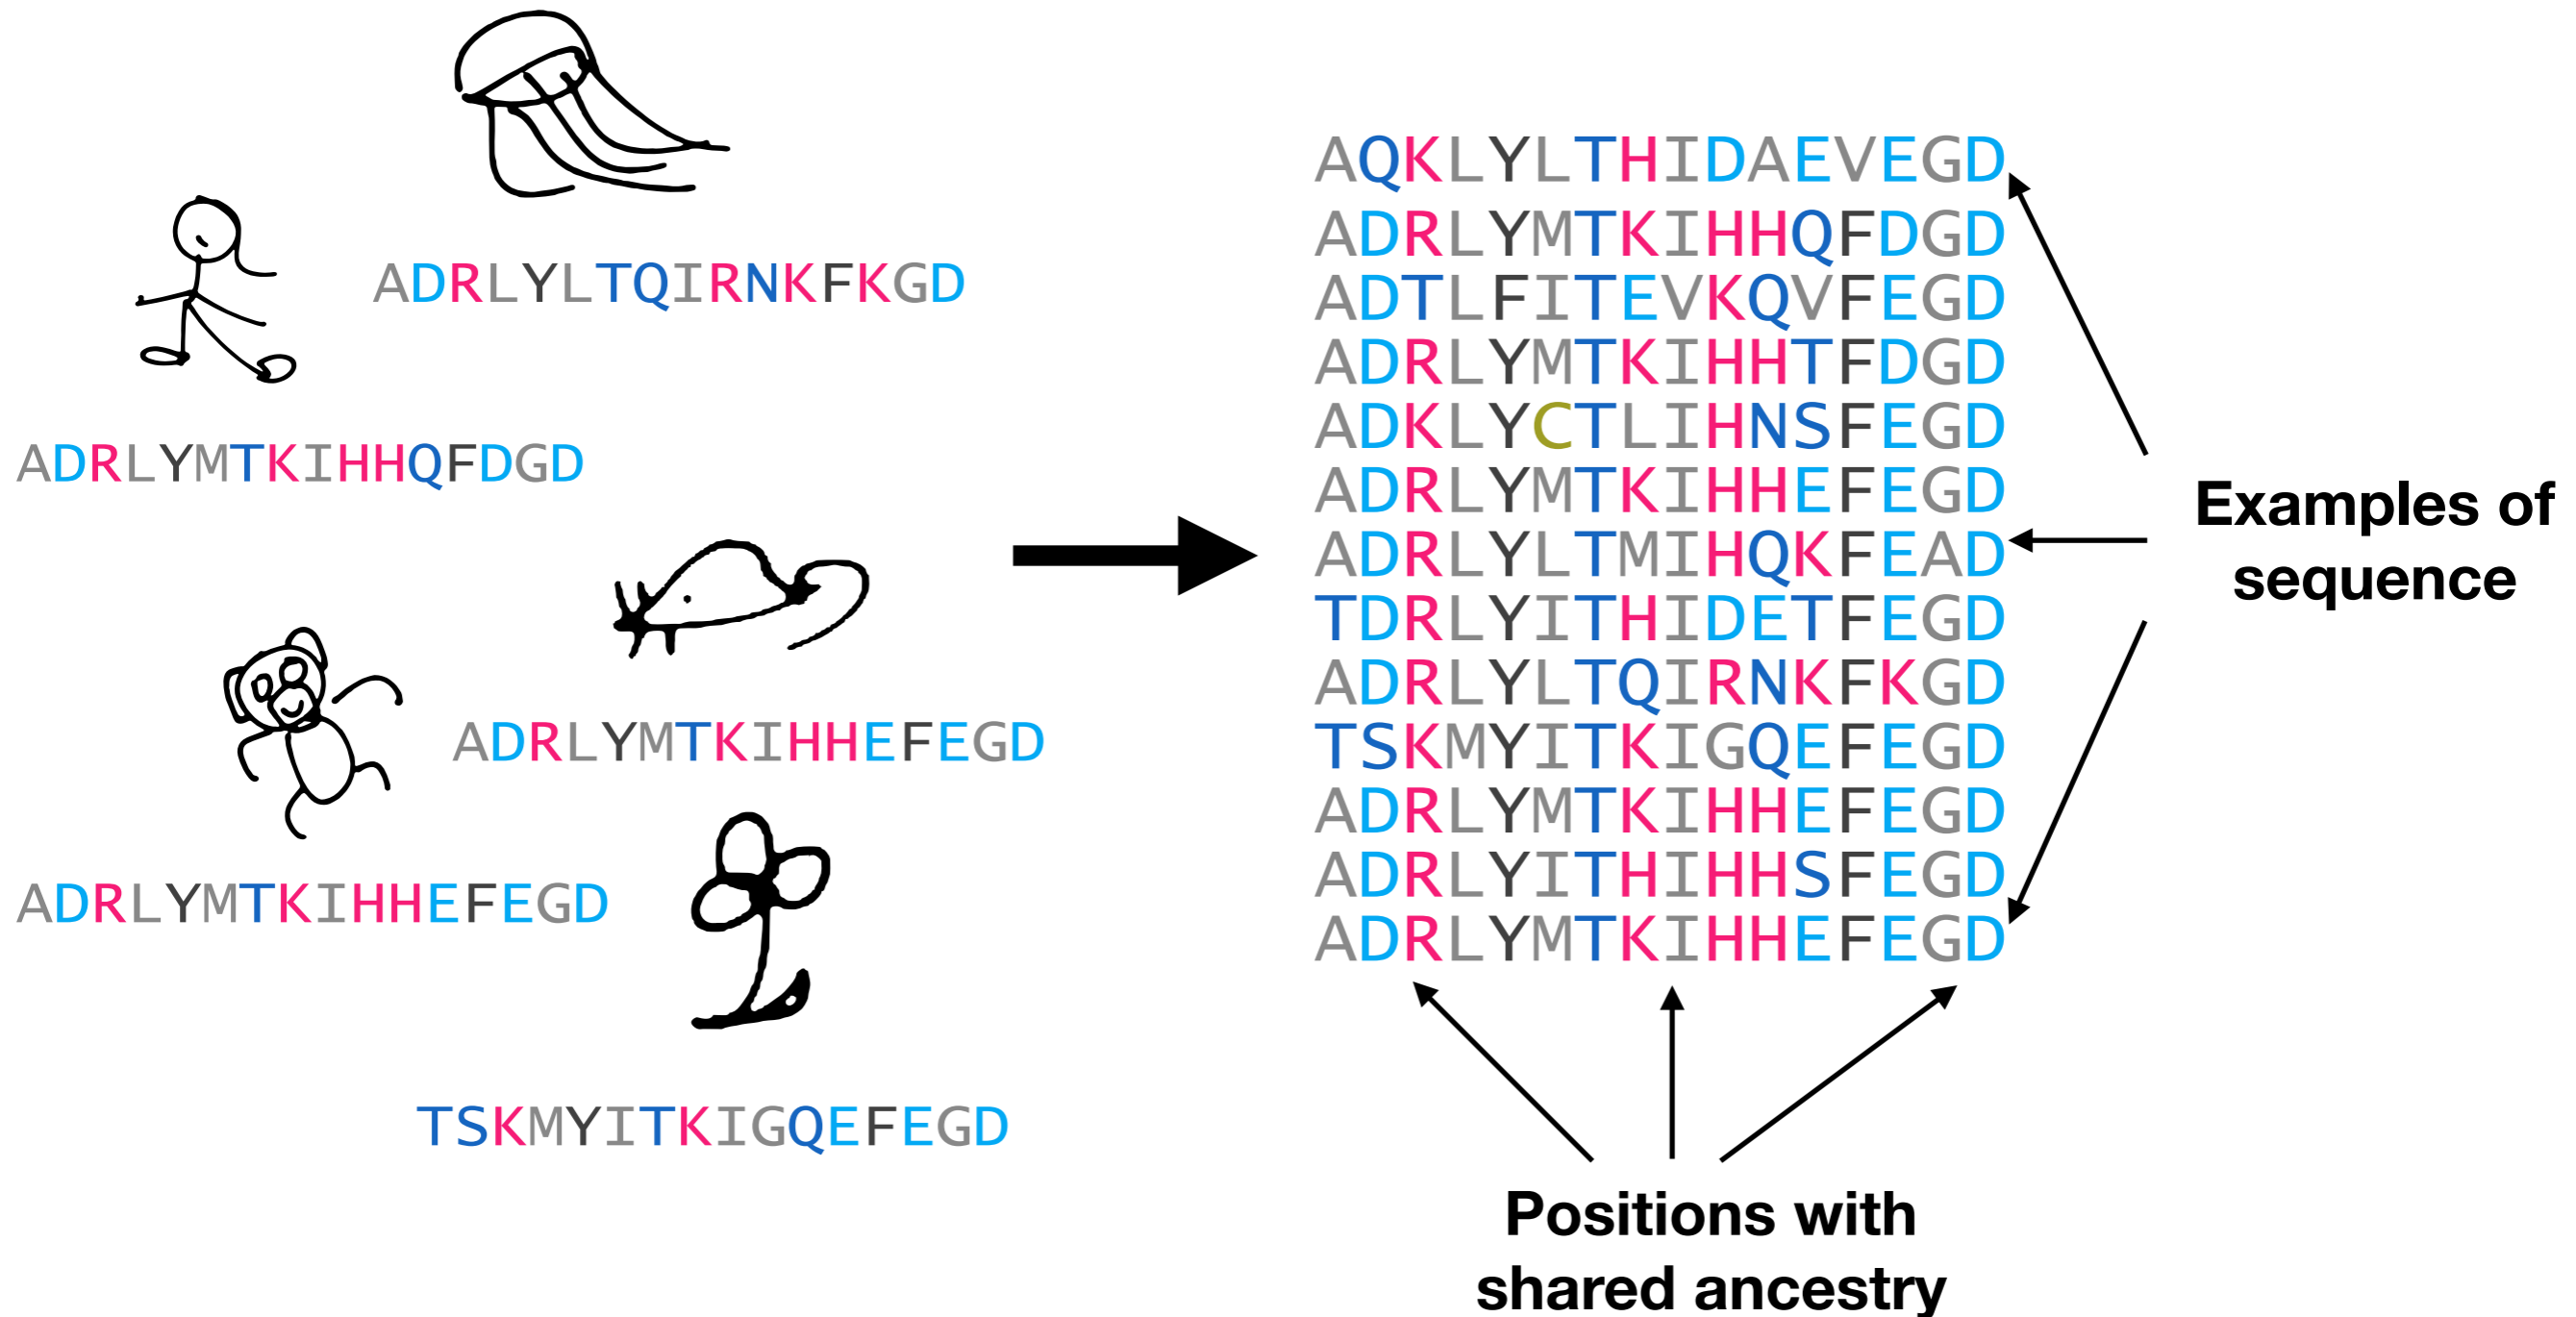 ADRLYLTQIRNKFKGD
ADRLYMTKIHHQFDGD
ADRLYMTKIHHEFEGD
ADRLYMTKIHHEFEGD
TSKMYITKIGQEFEGD
AQKLYLTHIDAEVEGD
ADRLYMTKIHHQFDGD
ADTLFITEVKQVFEGD
ADRLYMTKIHHTFDGD
ADKLYCTLIHNSFEGD
ADRLYMTKIHHEFEGD
ADRLYLTMIHQKFEAD
TDRLYITHIDETFEGD
ADRLYLTQIRNKFKGD
TSKMYITKIGQEFEGD
ADRLYMTKIHHEFEGD
ADRLYITHIHHSFEGD
ADRLYMTKIHHEFEGD
Examples of
sequence
Positions with
shared ancestry